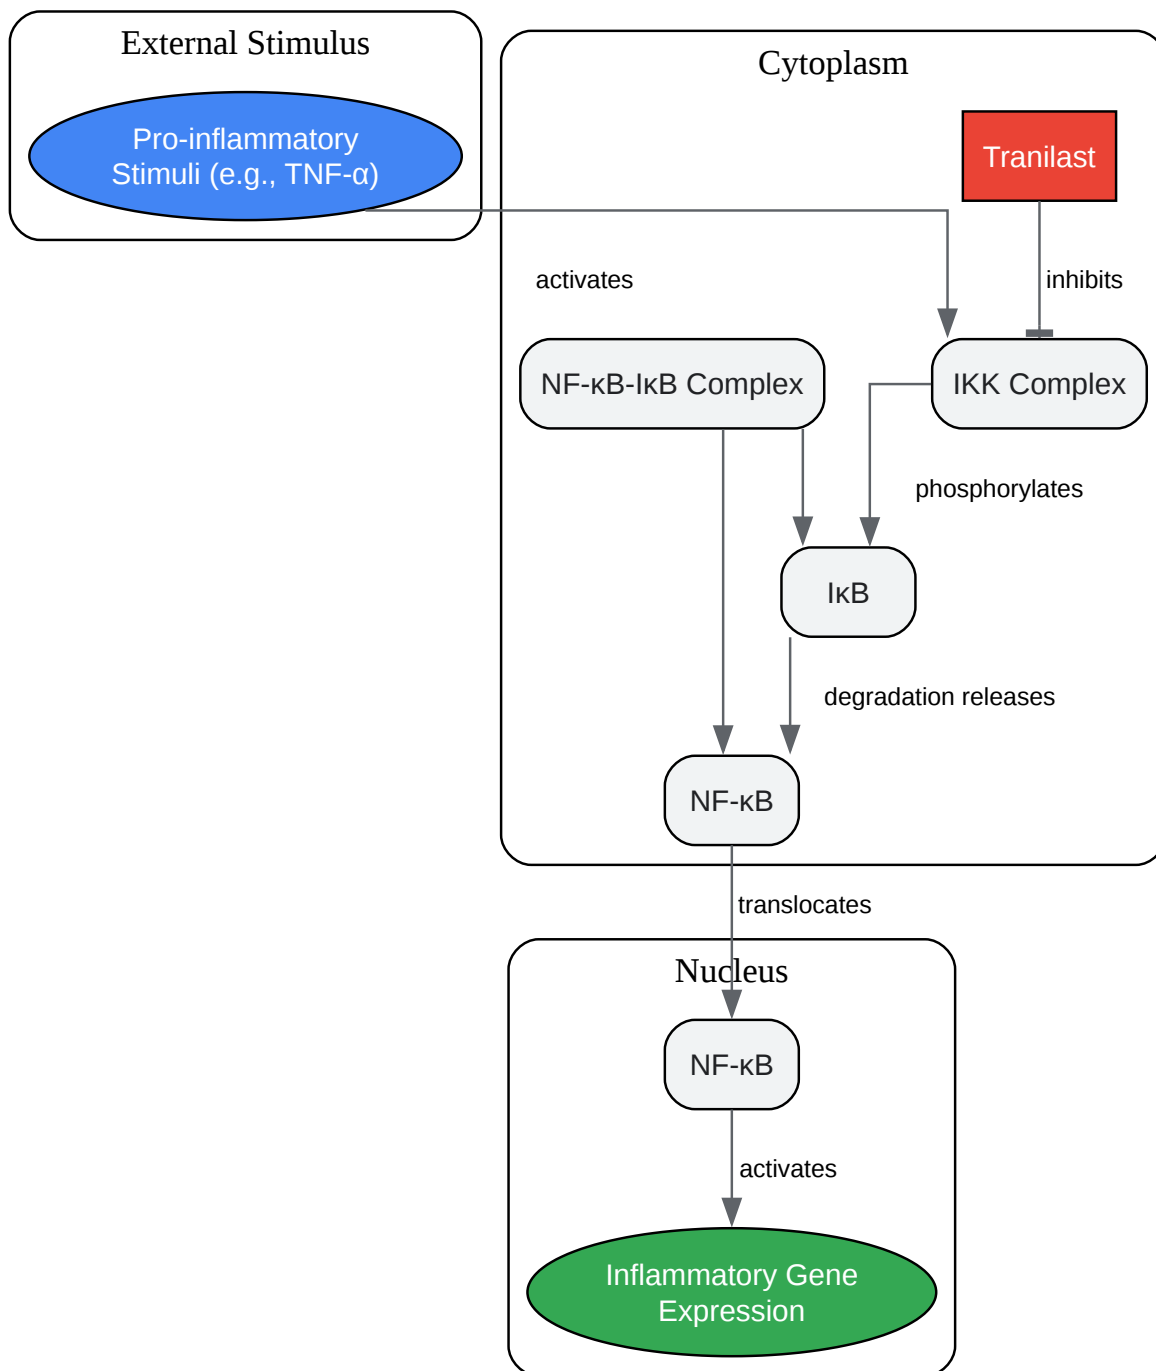 External Stimulus
Pro-inflammatory
Stimuli (e.g., TNF-α)
Cytoplasm
Tranilast
activates
inhibits
NF-κB-IκB Complex
IKK Complex
phosphorylates
IκB
degradation releases
NF-κB
translocates
Nucleus
NF-κB
activates
Inflammatory Gene
Expression